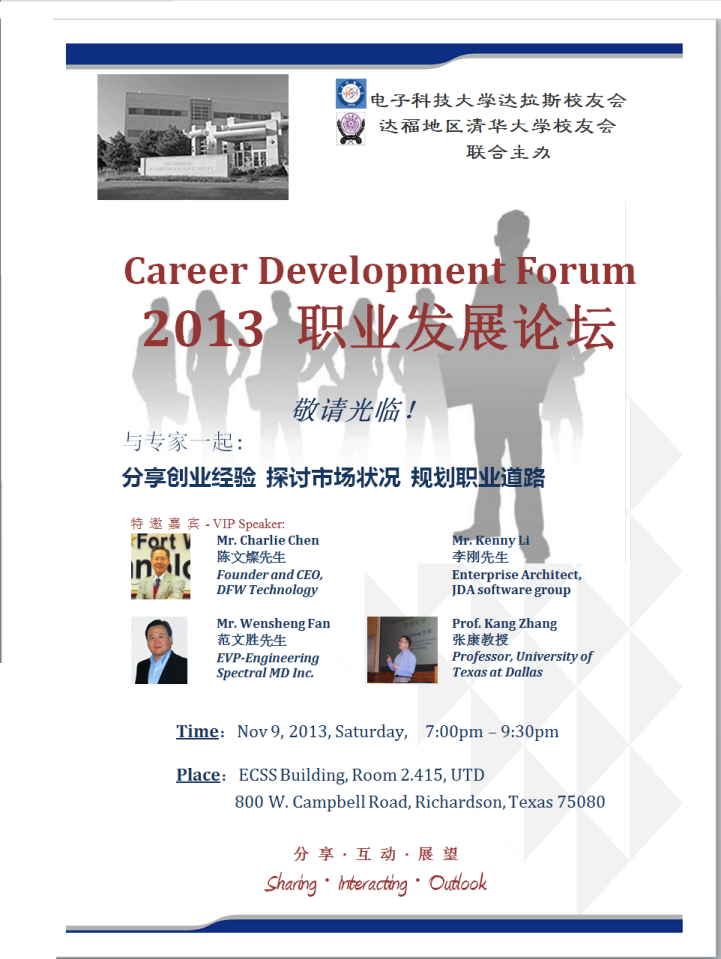 电子科技大学达拉斯校友会
达福地区清华大学校友会
联合主办
Career Development Forum
2013 职业发展论坛
敬请光临！
与专家一起：
分享创业经验 探讨市场状况 规划职业道路
特 邀 嘉 宾 - VIP Speaker:
Fort W
Mr. Charlie Chen
陈文燦先生
Founder and CEO,
DFW Technology
Mr. Kenny Li
李刚先生
Enterprise Architect,
JDA software group
Mr. Wensheng Fan
范文胜先生
EVP-Engineering
Spectral MD Inc.
Prof. Kang Zhang
张康教授
Professor, University of
Texas at Dallas
Time： Nov 9, 2013, Saturday, 7:00pm – 9:30pm
Place： ECSS Building, Room 2.415, UTD
800 W. Campbell Road, Richardson, Texas 75080
分 享 · 互 动 · 展 望
Sharing · Interacting · Outlook